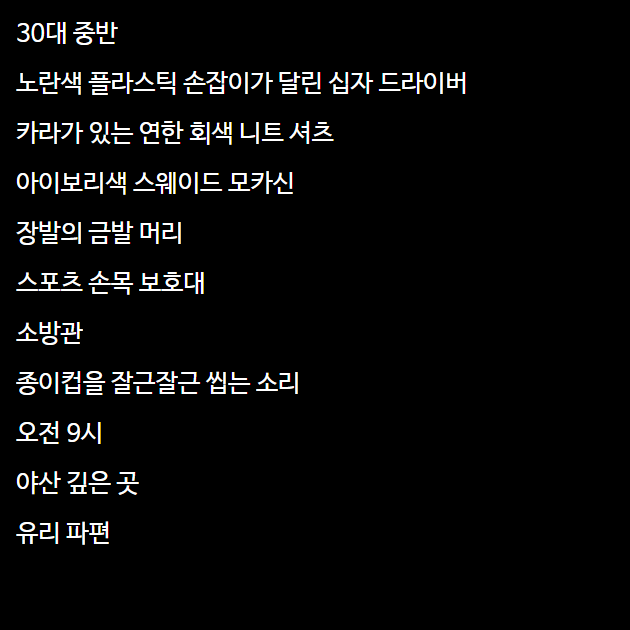 30대 중반
노란색 플라스틱 손잡이가 달린 십자 드라이버
카라가 있는 연한 회색 니트 셔츠
아이보리색 스웨이드 모카신
장발의 금발 머리
스포츠 손목 보호대
소방관
종이컵을 잘근잘근 씹는 소리
오전 9시
야산 깊은 곳
유리 파편